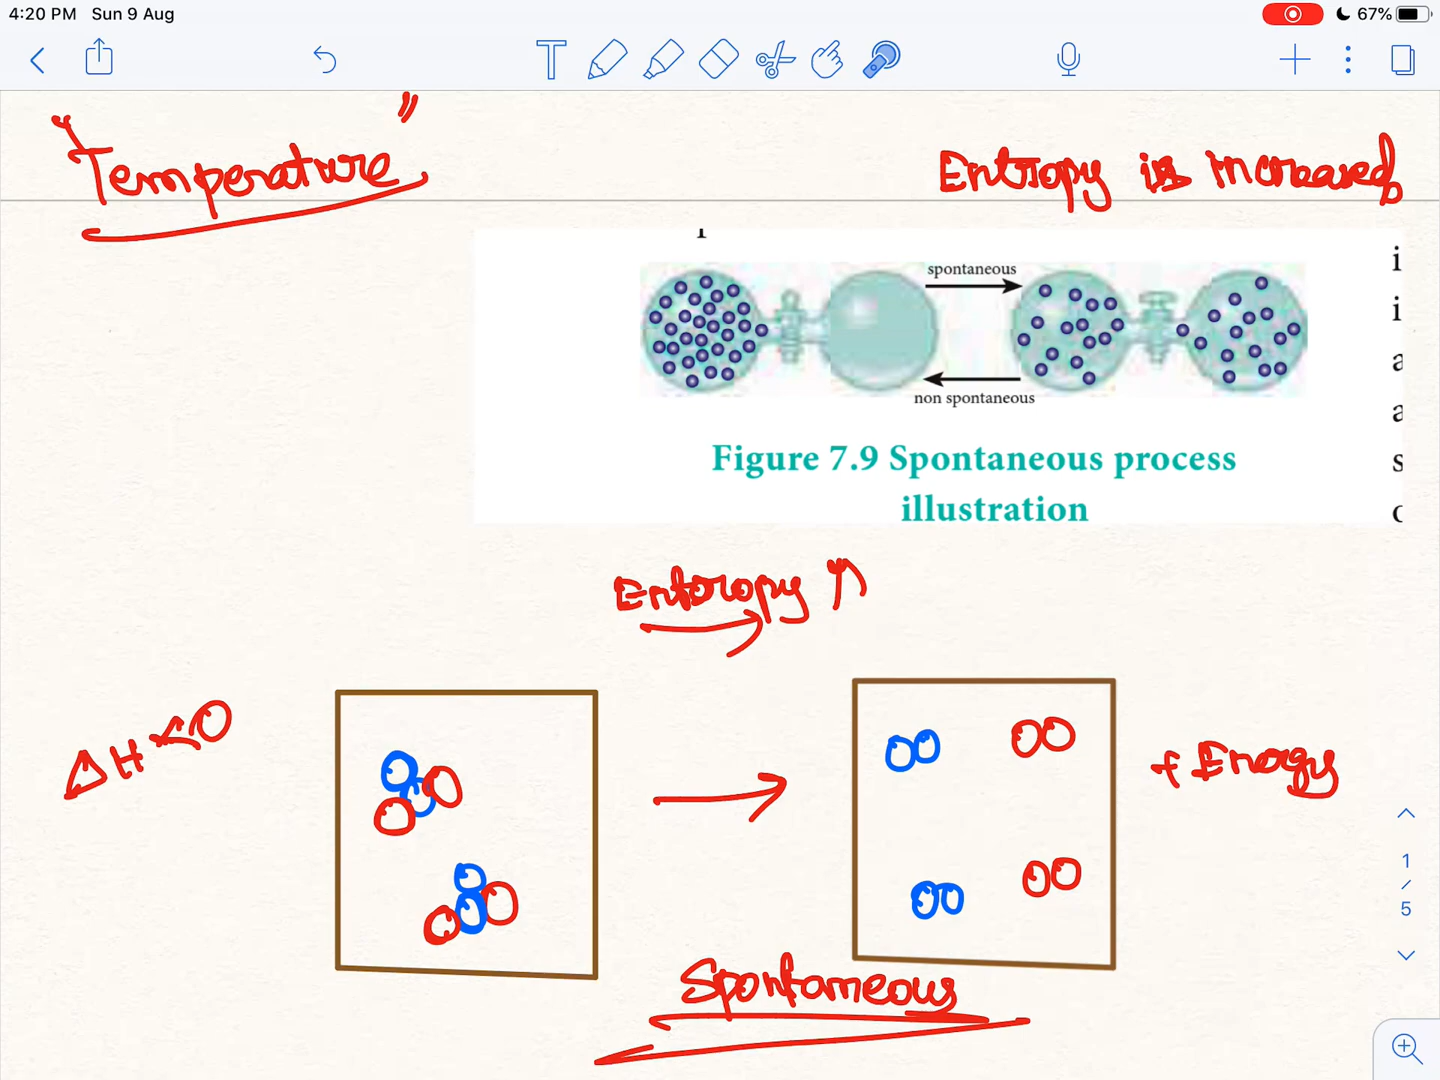 4:20 PM Sun 9 Aug
67%
"Temperature"
Entropy is increased
spontaneous
non spontaneous
Figure 7.9 Spontaneous process
illustration
i
i
a
a
s
Entropy ↑
ΔH<0
+ Energy
Spontaneous
1
/
5